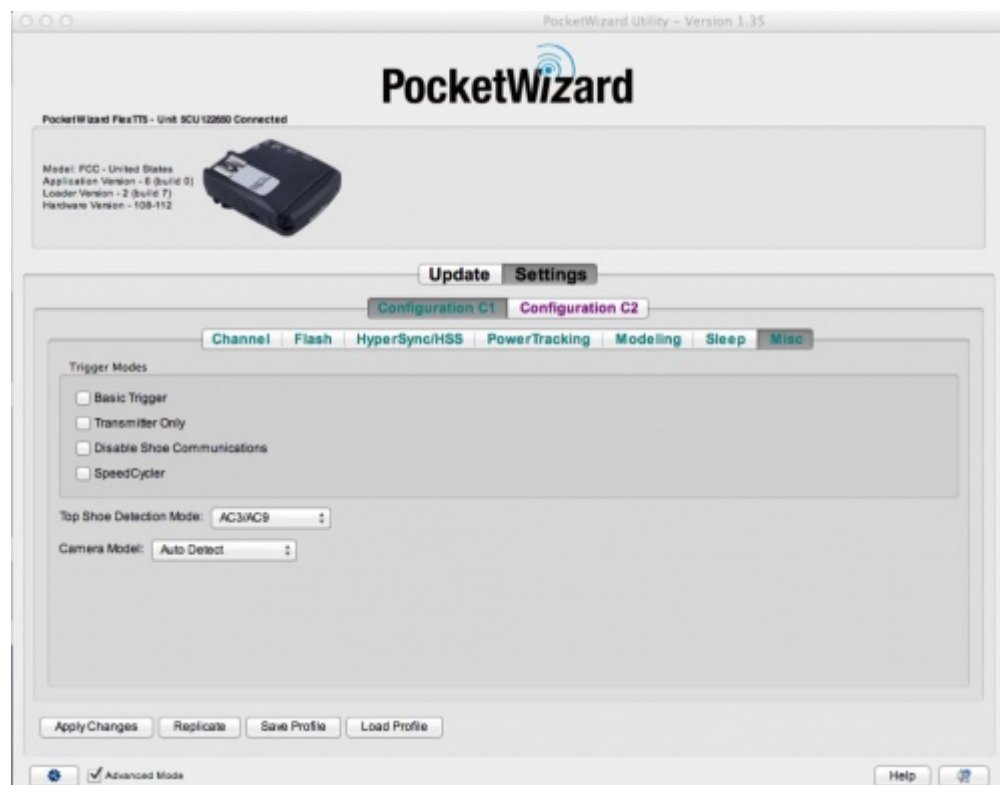 PocketWizard Utility – Version 1.35
PocketWizard
PocketWizard FlexTT5 - Unit 5CU122650 Connected
Model: FCC - United States
Application Version - 6 (build 0)
Loader Version - 2 (build 7)
Hardware Version - 108-112
Update Settings
Configuration C1 Configuration C2
Channel Flash HyperSync/HSS PowerTracking Modeling Sleep Misc
Trigger Modes
Basic Trigger
Transmitter Only
Disable Shoe Communications
SpeedCycler
Top Shoe Detection Mode: AC3/AC9
Camera Model: Auto Detect
Apply Changes Replicate Save Profile Load Profile
Advanced Mode Help